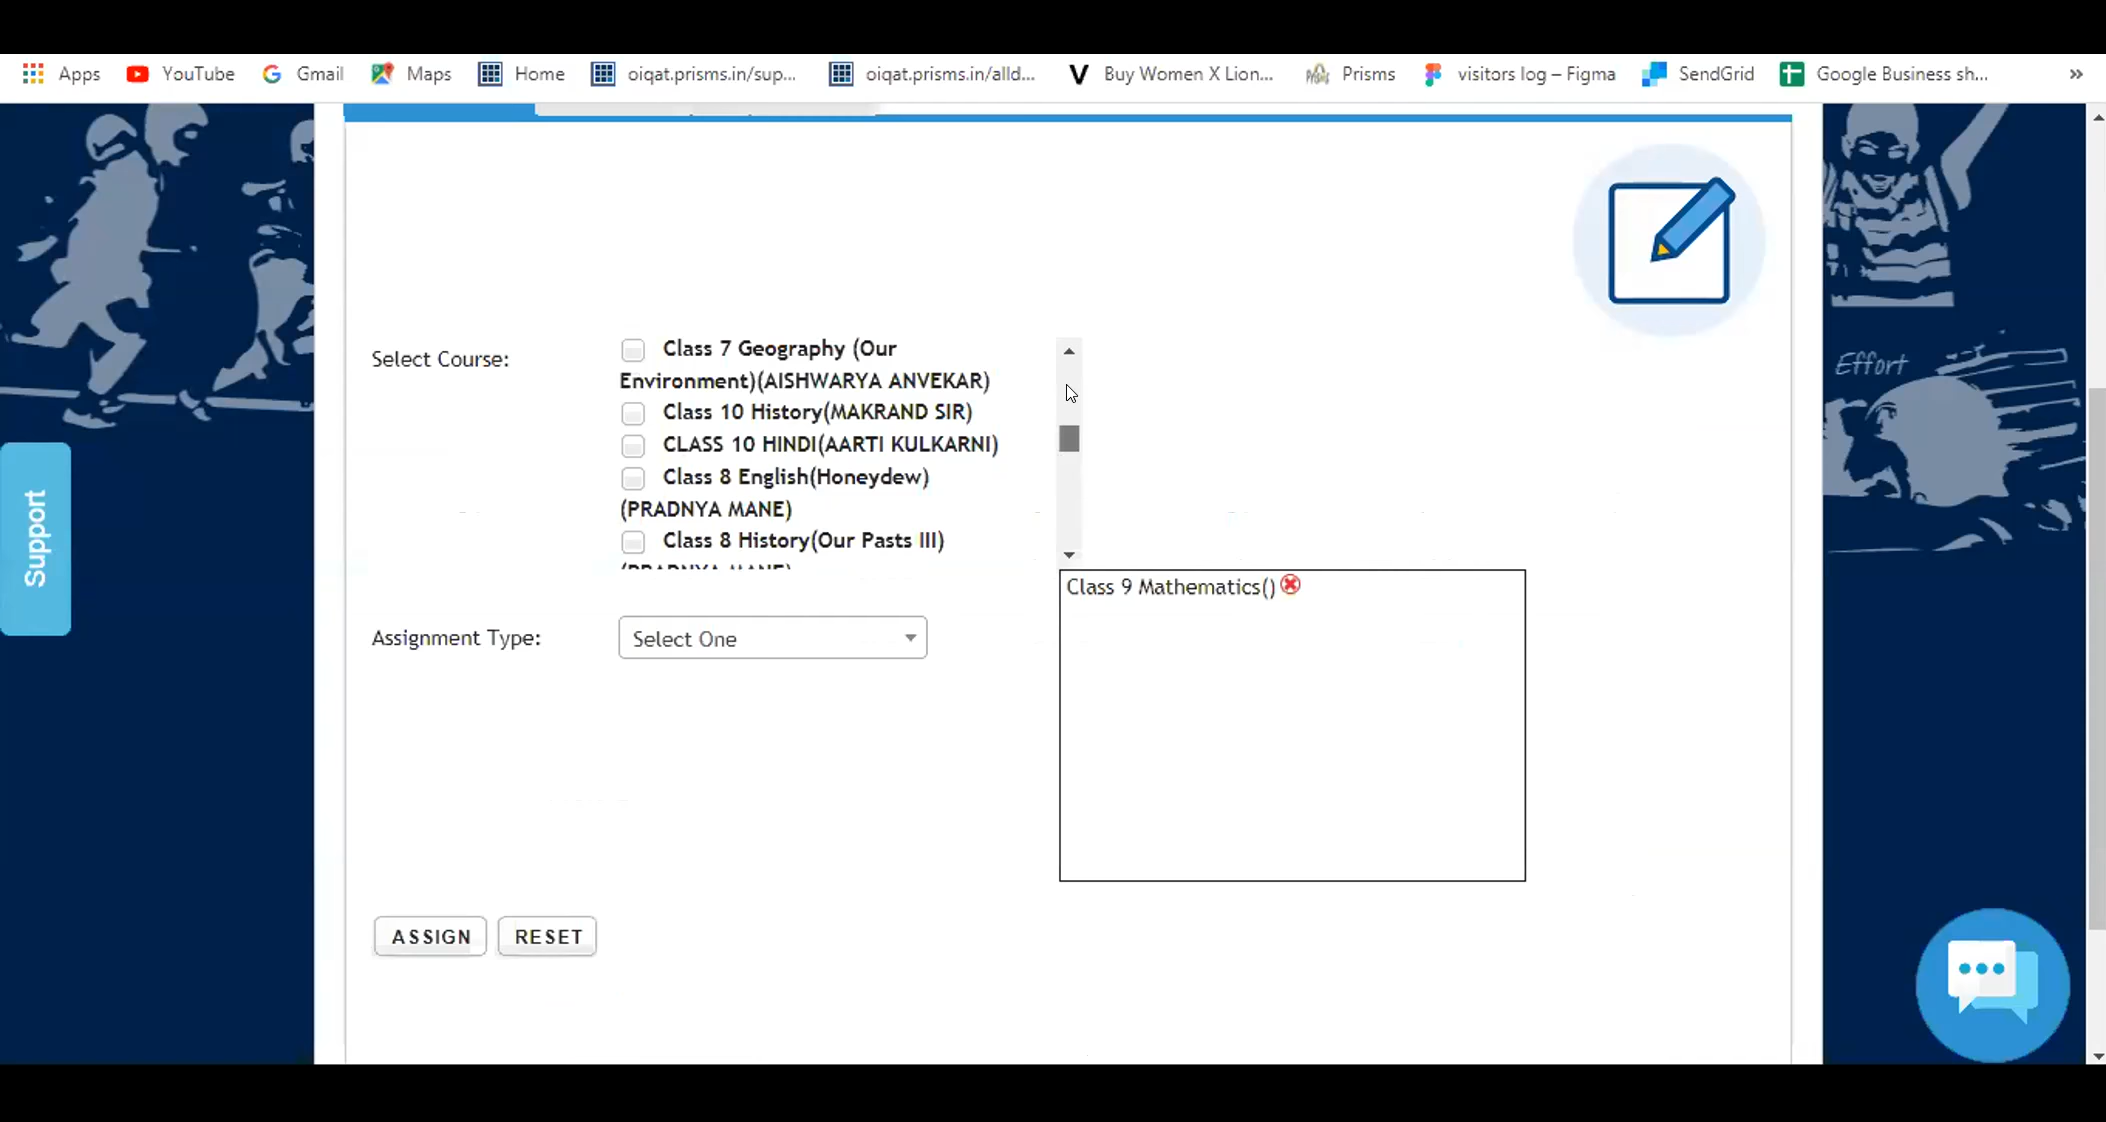 Apps YouTube Gmail Maps Home oiqat.prisms.in/sup... oiqat.prisms.in/alld... Buy Women X Lion... Prisms visitors log – Figma SendGrid Google Business sh... »
Effort
Select Course:
Class 7 Geography (Our
Environment)(AISHWARYA ANVEKAR)
Class 10 History(MAKRAND SIR)
CLASS 10 HINDI(AARTI KULKARNI)
Class 8 English(Honeydew)
(PRADNYA MANE)
Class 8 History(Our Pasts III)
(PRADNYA MANE)
Support
Class 9 Mathematics()
Assignment Type:
Select One
ASSIGN
RESET